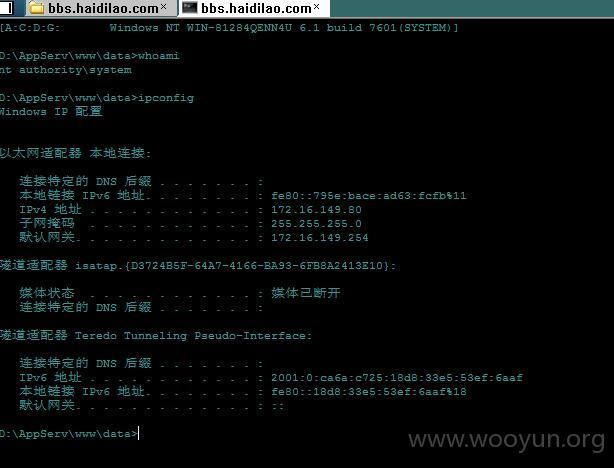 bbs.haidilao.com× bbs.haidilao.com×
[A:C:D:G: Windows NT WIN-81284QENN4U 6.1 build 7601(SYSTEM)]
D:\AppServ\www\data>whoami
nt authority\system
D:\AppServ\www\data>ipconfig
Windows IP 配置
以太网适配器 本地连接:
连接特定的 DNS 后缀 . . . . . . . :
本地链接 IPv6 地址. . . . . . . . : fe80::795e:bace:ad63:fcfb%11
IPv4 地址 . . . . . . . . . . . . : 172.16.149.80
子网掩码 . . . . . . . . . . . . : 255.255.255.0
默认网关. . . . . . . . . . . . . : 172.16.149.254
隧道适配器 isatap.{D3724B5F-64A7-4166-BA93-6FB8A2413E10}:
媒体状态 . . . . . . . . . . . . : 媒体已断开
连接特定的 DNS 后缀 . . . . . . . :
隧道适配器 Teredo Tunneling Pseudo-Interface:
连接特定的 DNS 后缀 . . . . . . . :
IPv6 地址 . . . . . . . . . . . . : 2001:0:ca6a:c725:18d8:33e5:53ef:6aaf
本地链接 IPv6 地址. . . . . . . . : fe80::18d8:33e5:53ef:6aaf%18
默认网关. . . . . . . . . . . . . : ::
D:\AppServ\www\data>
www.wooyun.org